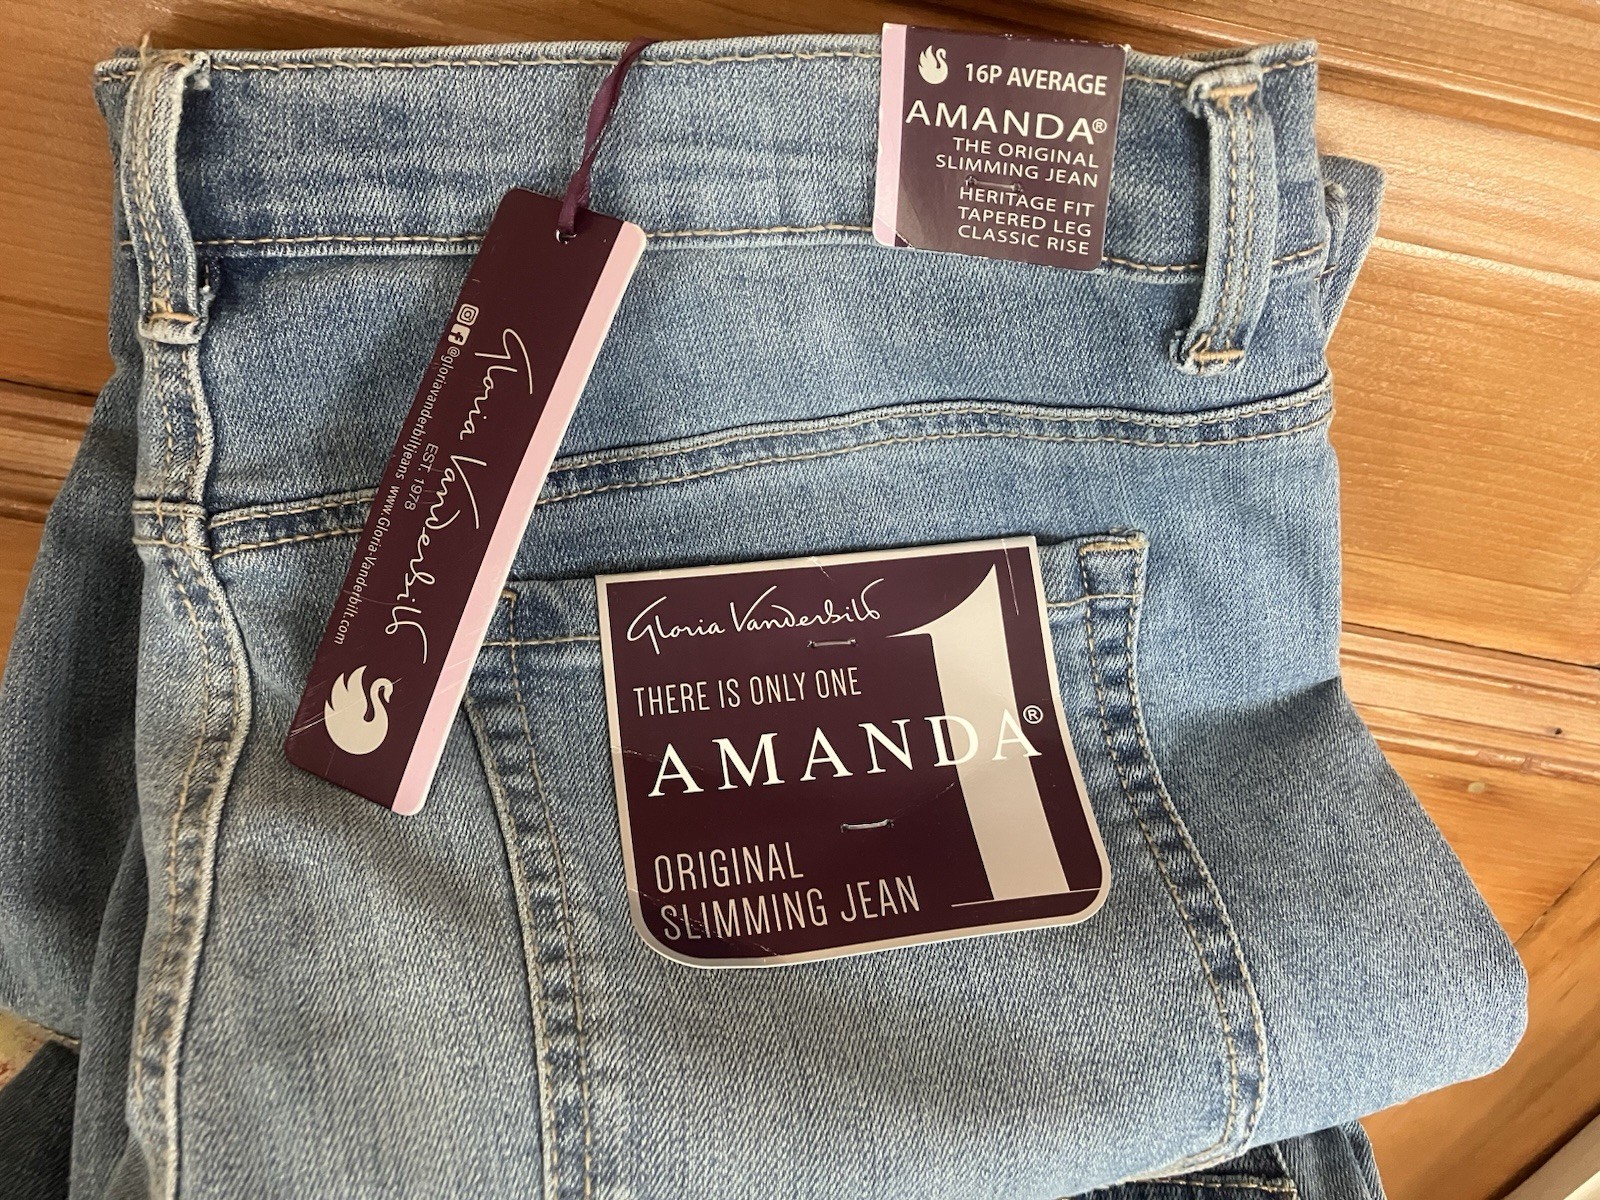 16P AVERAGE
AMANDA®
THE ORIGINAL
SLIMMING JEAN
HERITAGE FIT
TAPERED LEG
CLASSIC RISE
Gloria Vanderbilt
EST. 1978
@gloriavanderbiltjeans www.Gloria-Vanderbilt.com
Gloria Vanderbilt
THERE IS ONLY ONE
1
AMANDA®
ORIGINAL
SLIMMING JEAN